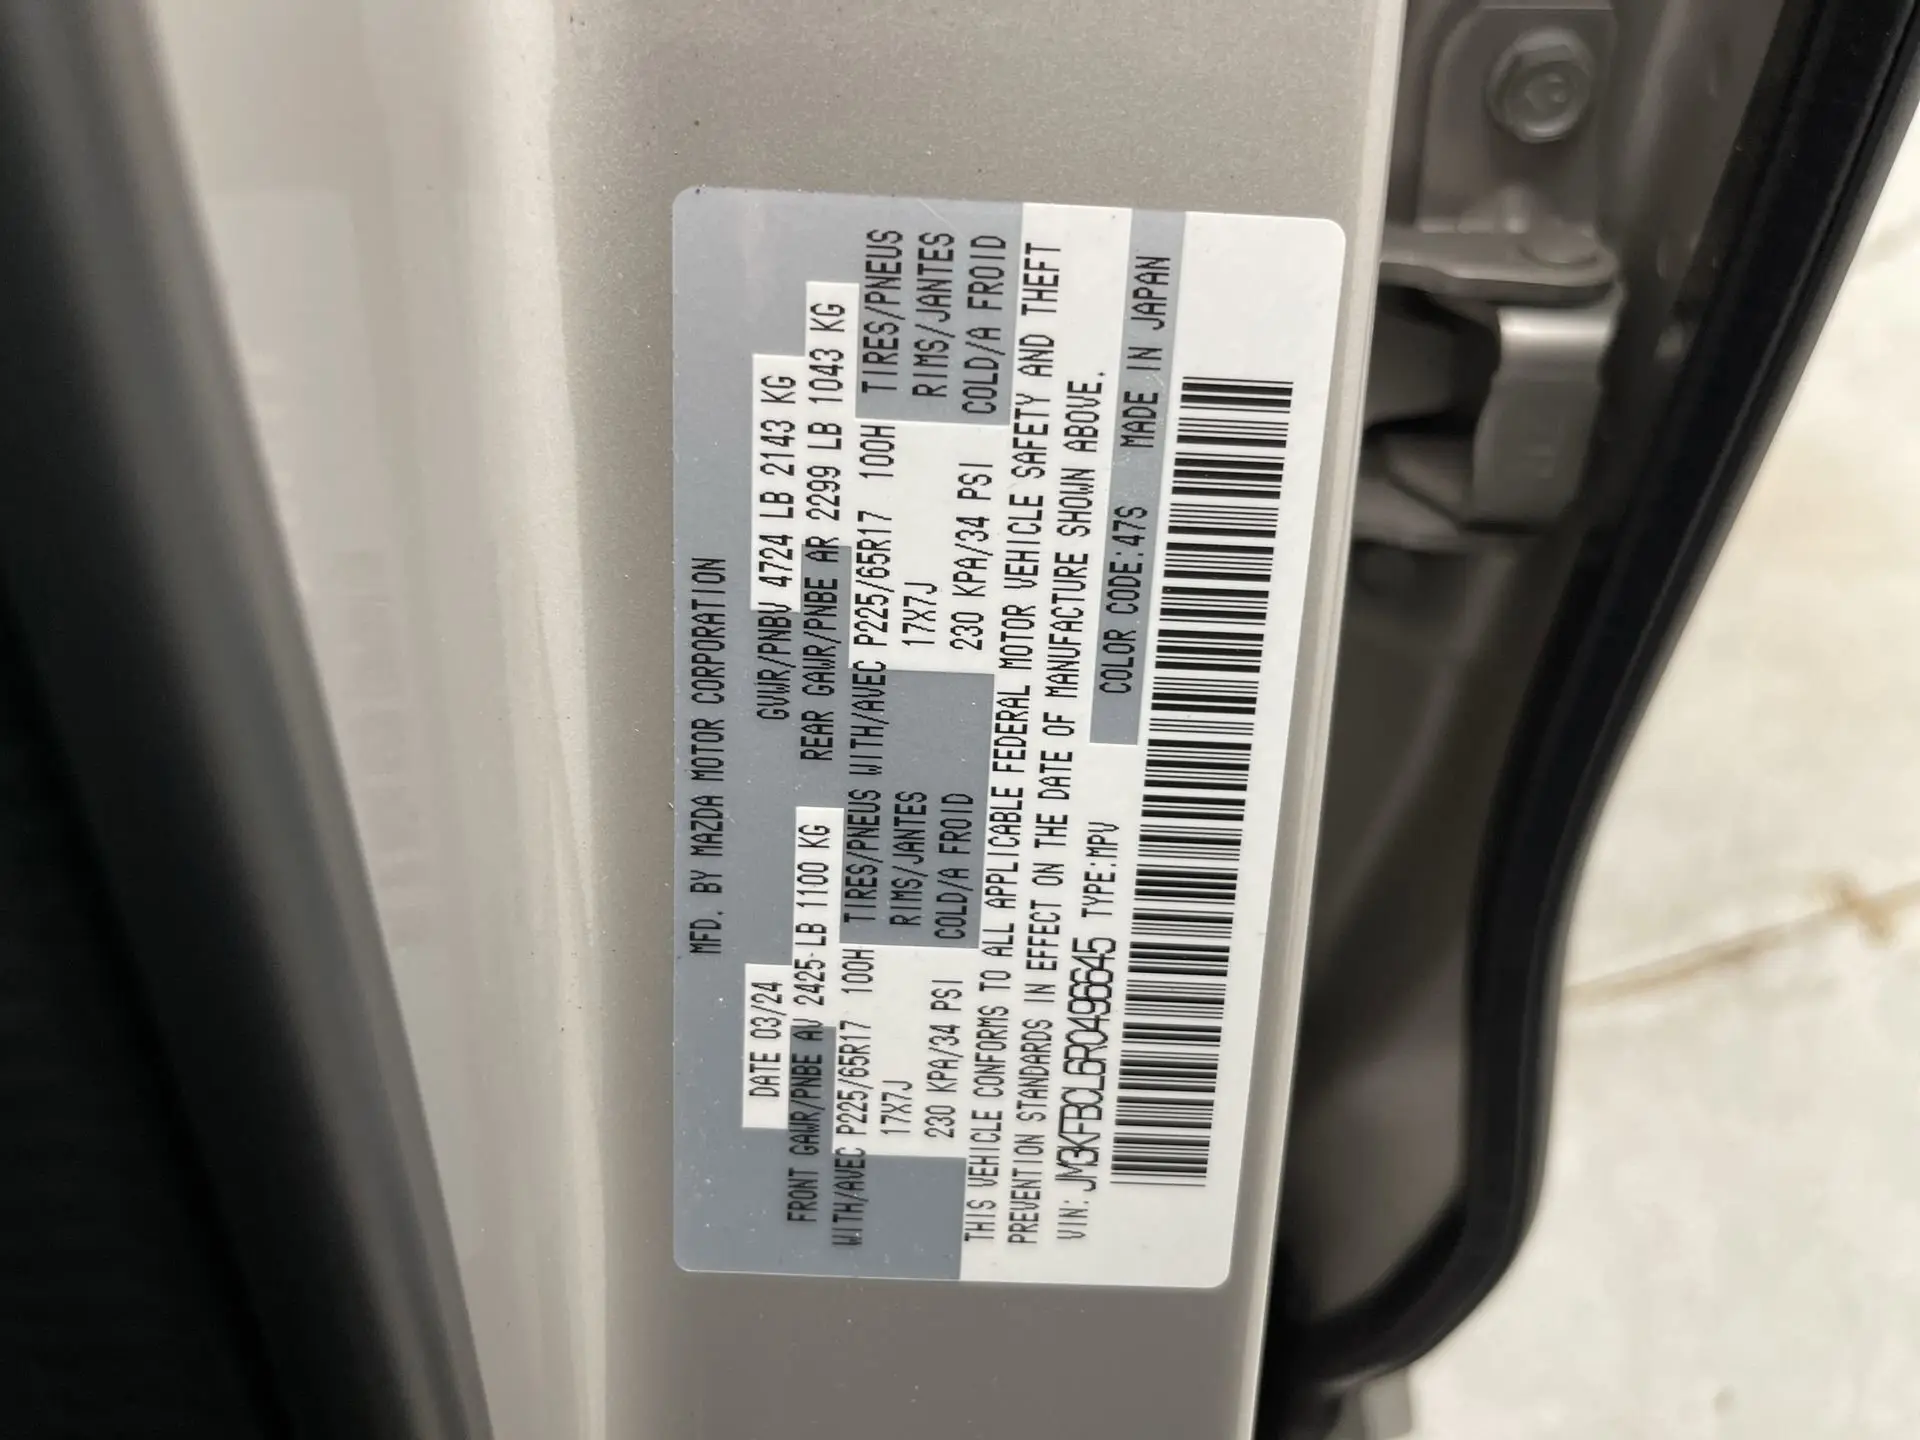 MFD. BY MAZDA MOTOR CORPORATION
DATE 03/24 GVWR/PNBV 4724 LB 2143 KG
FRONT GAWR/PNBE AV 2425 LB 1100 KG REAR GAWR/PNBE AR 2299 LB 1043 KG
WITH/AVEC P225/65R17 100H TIRES/PNEUS WITH/AVEC P225/65R17 100H TIRES/PNEUS
17X7J RIMS/JANTES 17X7J RIMS/JANTES
230 KPA/34 PSI COLD/A FROID 230 KPA/34 PSI COLD/A FROID
THIS VEHICLE CONFORMS TO ALL APPLICABLE FEDERAL MOTOR VEHICLE SAFETY AND THEFT
PREVENTION STANDARDS IN EFFECT ON THE DATE OF MANUFACTURE SHOWN ABOVE.
VIN: JM3KFBCL6R0496645 TYPE:MPV COLOR CODE:47S MADE IN JAPAN